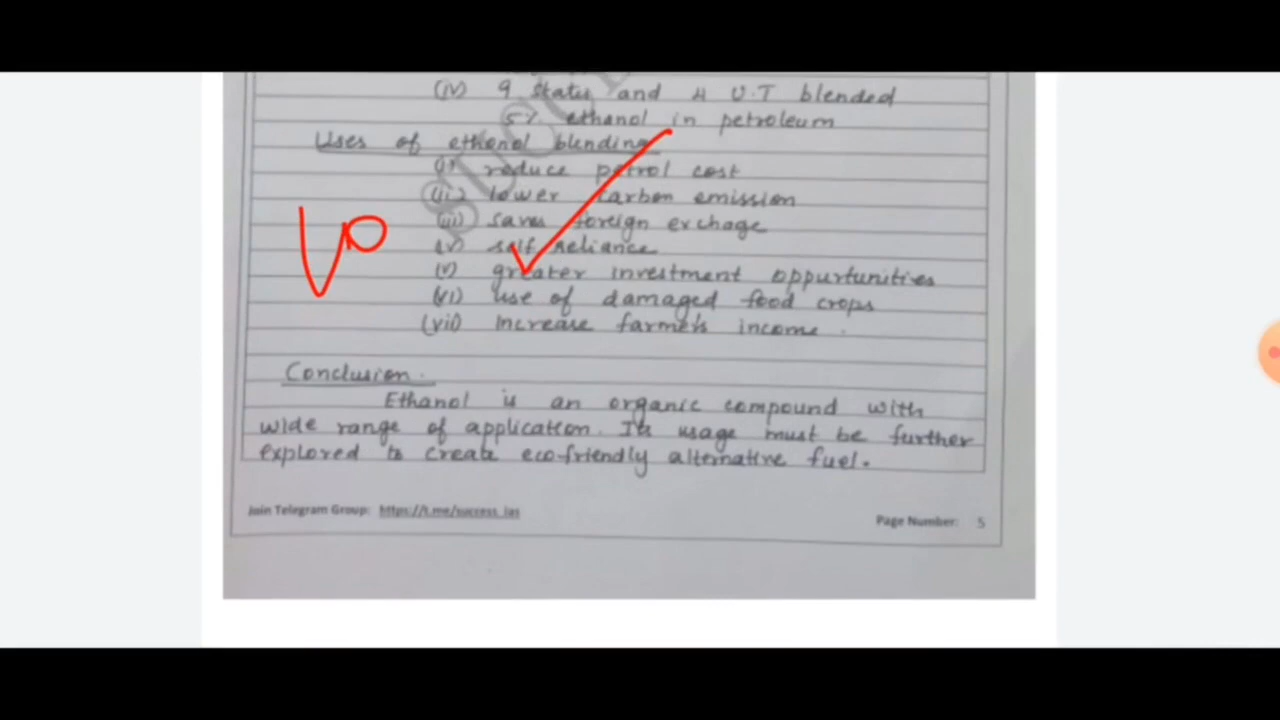 (iv) 9 States and 4 U.T blended
5% ethanol in petroleum
Uses of ethanol blending
(i) reduce petrol cost
(ii) lower carbon emission
(iii) saves foreign exchage
(v) self reliance
(v) greater investment oppurtunities
(vi) use of damaged food crops
(vii) increase farmer's income.
Conclusion.
Ethanol is an organic compound with
wide range of application. Its usage must be further
explored to create eco-friendly alternative fuel.
Join Telegram Group: https://t.me/success_ias
Page Number: 5